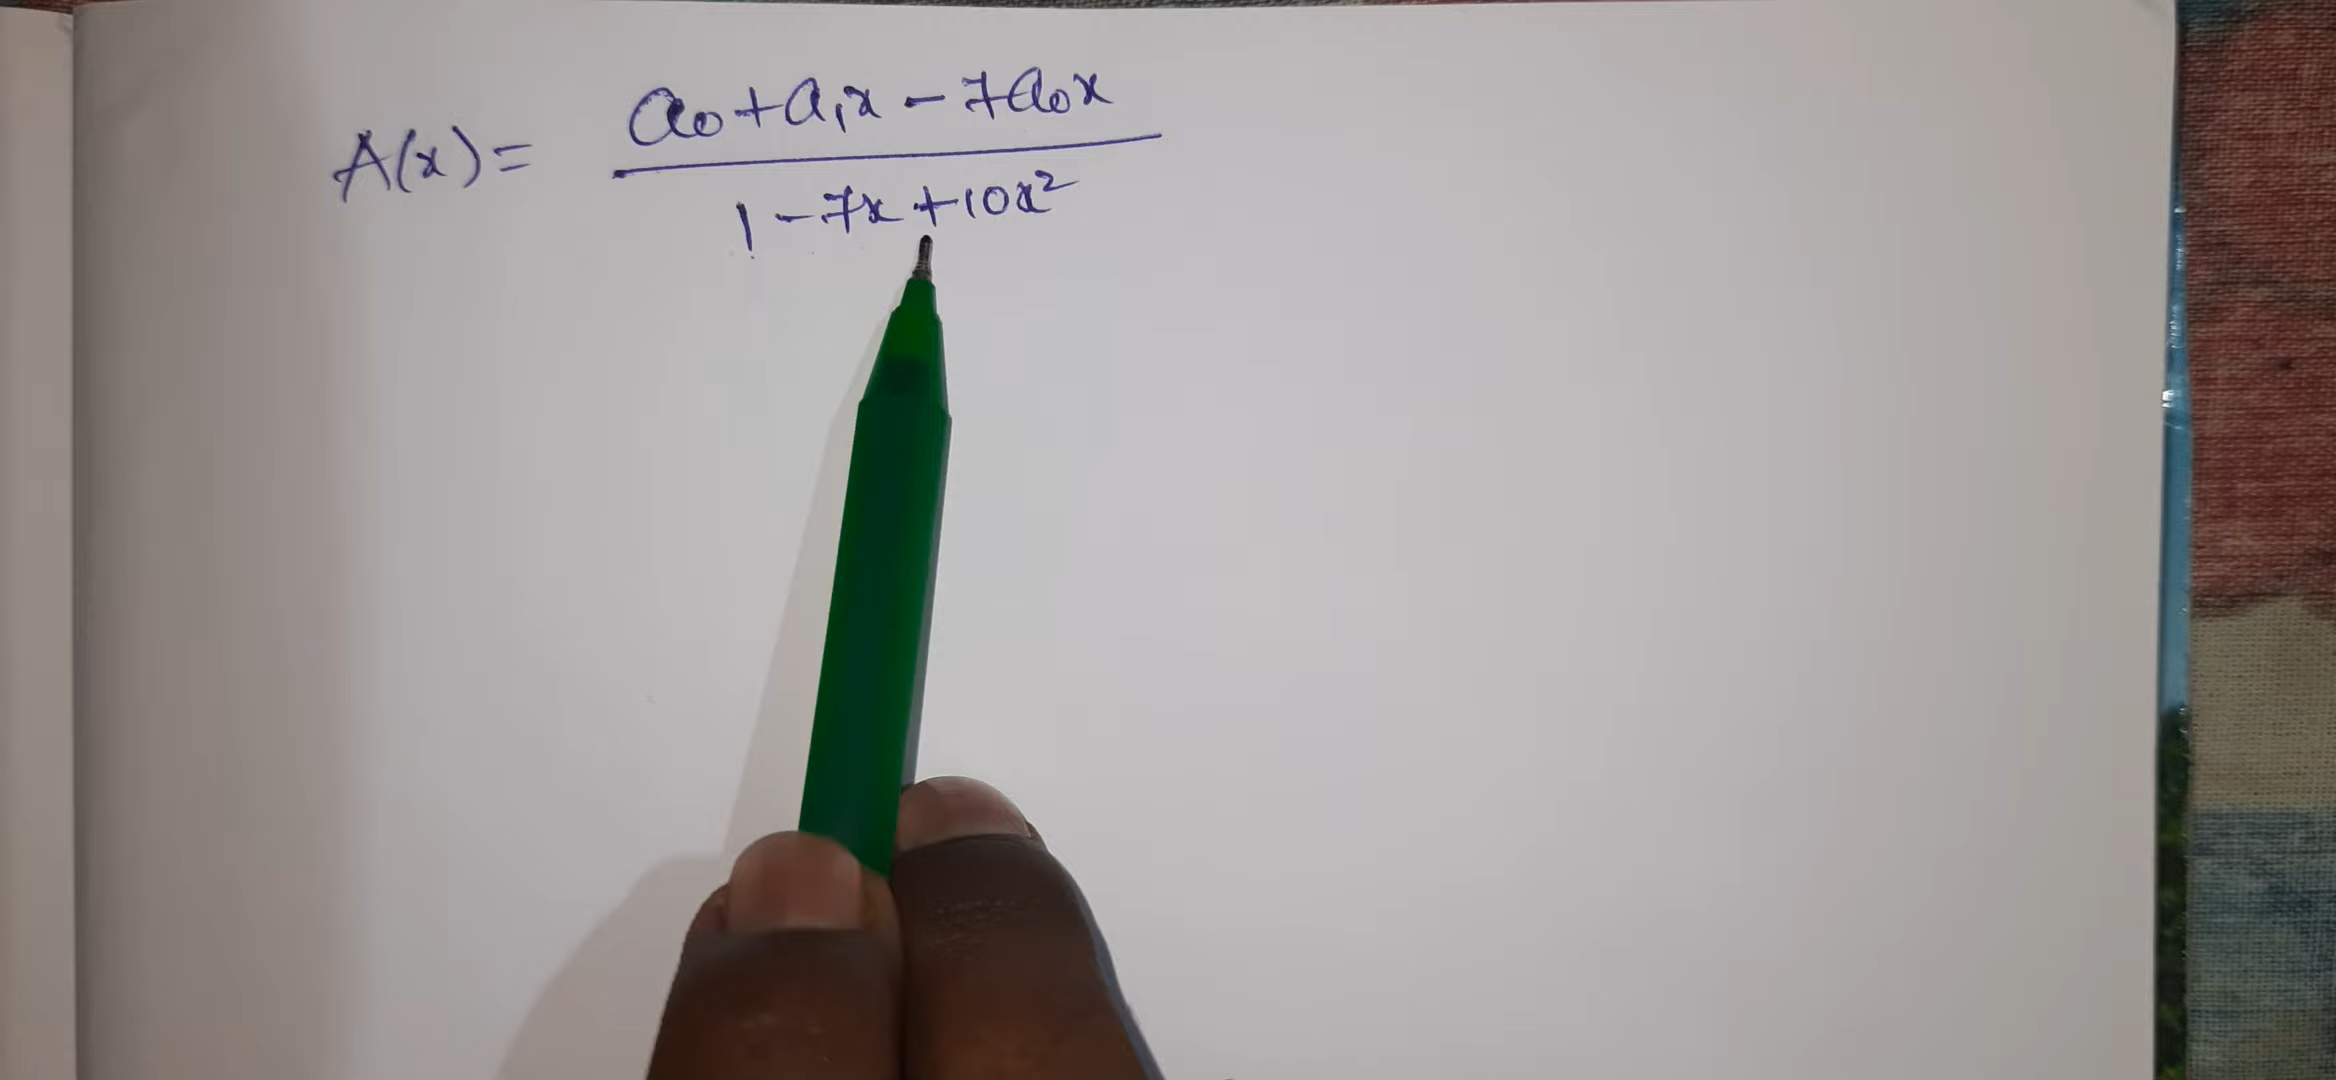 A(x) = a₀ + a₁x − 7a₀x
1 − 7x + 10x²